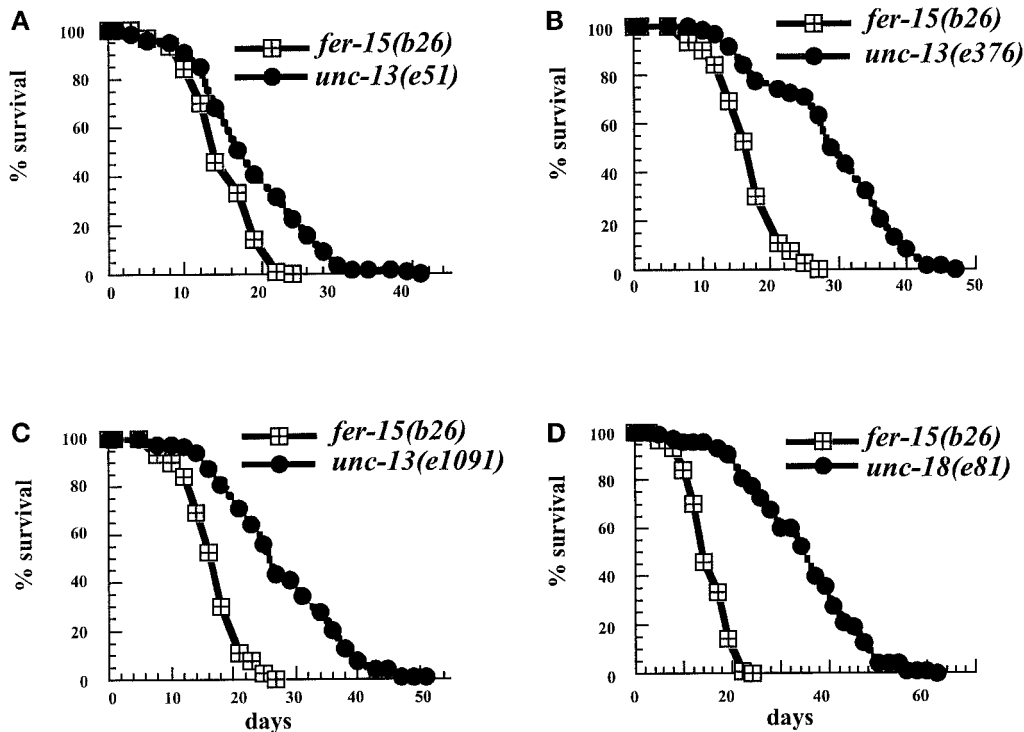 A
fer-15(b26)
unc-13(e51)
% survival
100
80
60
40
20
0
0 10 20 30 40
B
fer-15(b26)
unc-13(e376)
% survival
100
80
60
40
20
0
0 10 20 30 40 50
C
fer-15(b26)
unc-13(e1091)
% survival
100
80
60
40
20
0
0 10 20 30 40 50
days
D
fer-15(b26)
unc-18(e81)
% survival
100
80
60
40
20
0
0 10 20 40 60
days